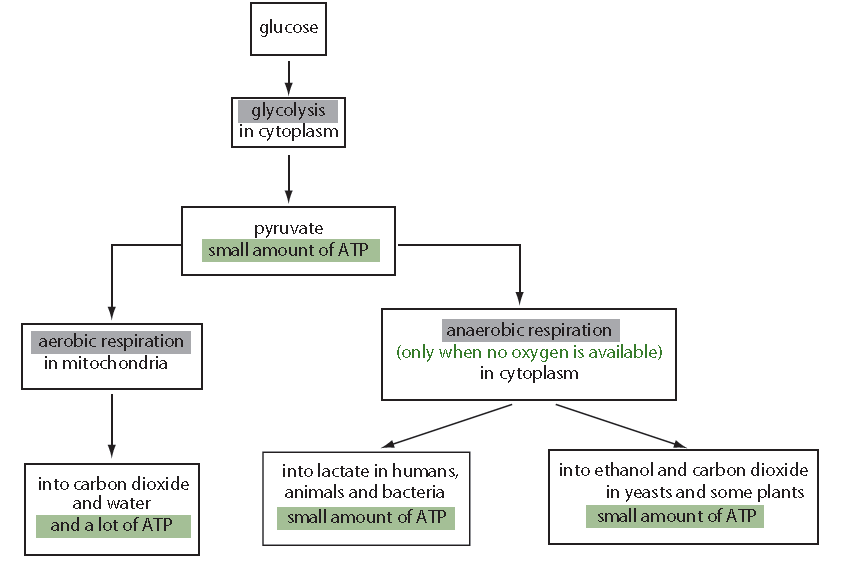 glucose
glycolysis
in cytoplasm
pyruvate
small amount of ATP
aerobic respiration
in mitochondria
anaerobic respiration
(only when no oxygen is available)
in cytoplasm
into carbon dioxide
and water
and a lot of ATP
into lactate in humans,
animals and bacteria
small amount of ATP
into ethanol and carbon dioxide
in yeasts and some plants
small amount of ATP